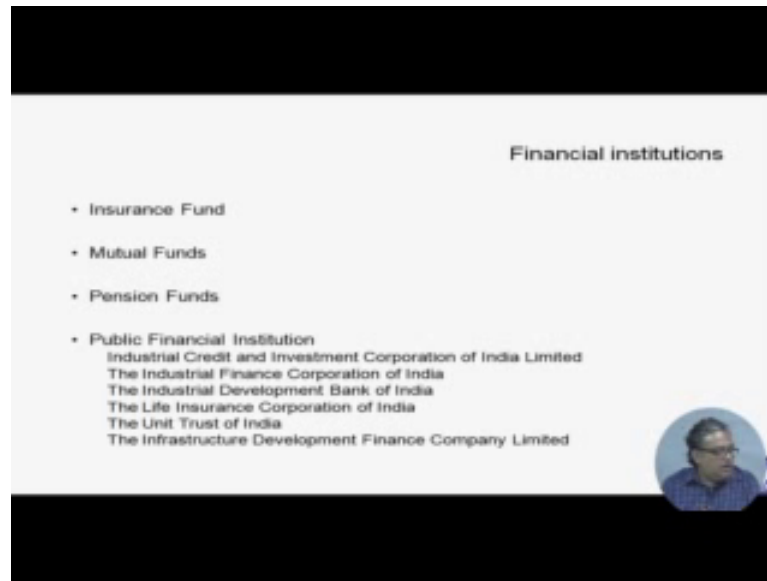 Financial institutions
• Insurance Fund
• Mutual Funds
• Pension Funds
• Public Financial Institution
Industrial Credit and Investment Corporation of India Limited
The Industrial Finance Corporation of India
The Industrial Development Bank of India
The Life Insurance Corporation of India
The Unit Trust of India
The Infrastructure Development Finance Company Limited